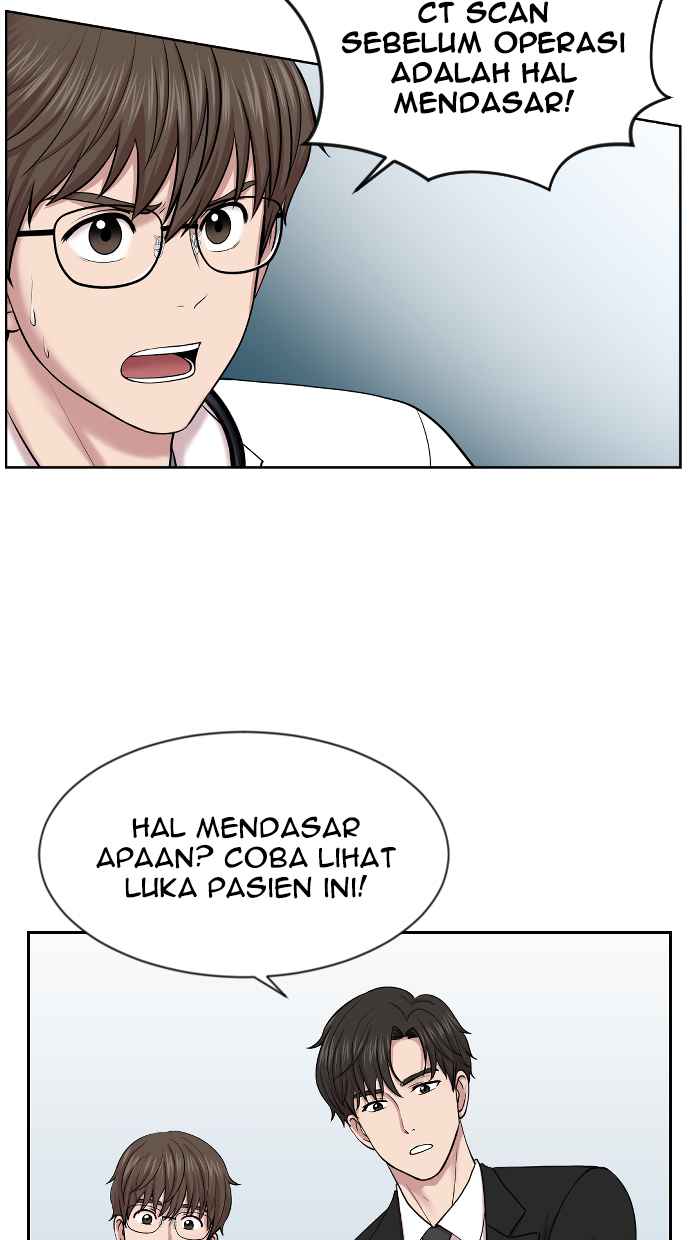 CT SCAN
SEBELUM OPERASI
ADALAH HAL
MENDASAR!
HAL MENDASAR
APAAN? COBA LIHAT
LUKA PASIEN INI!